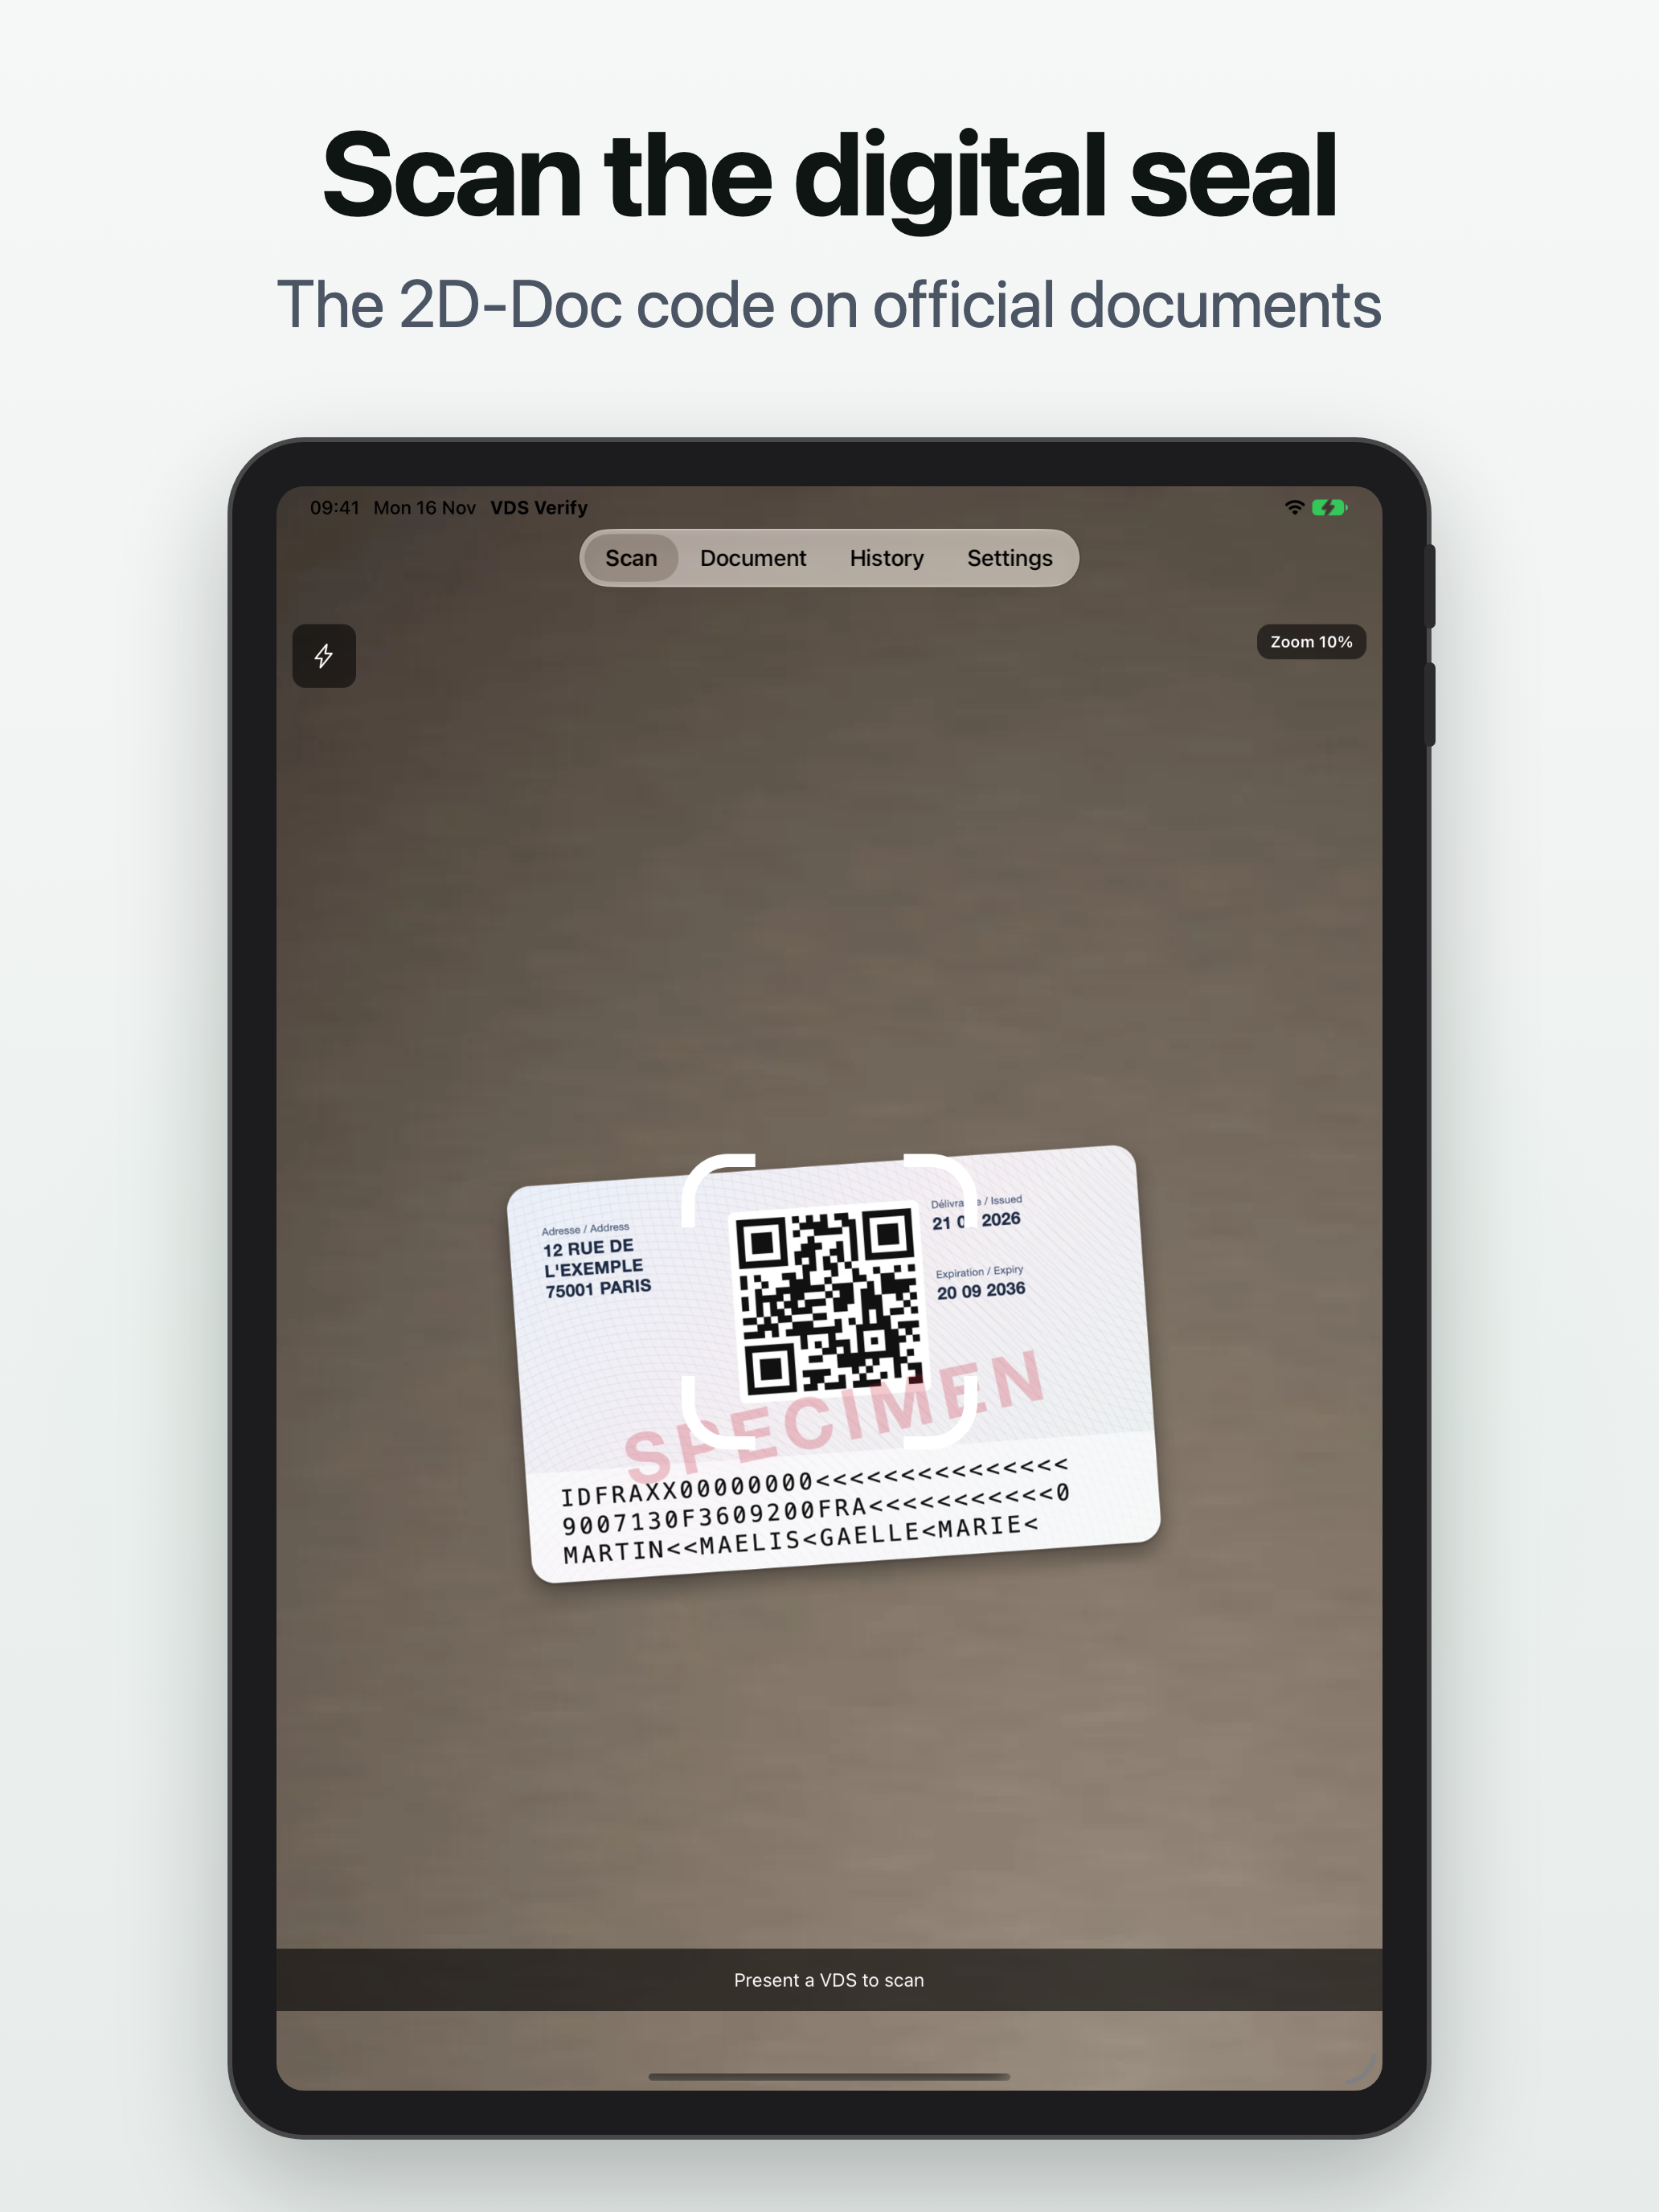 Scan the digital seal
The 2D-Doc code on official documents
09:41 Mon 16 Nov VDS Verify
Scan Document History Settings
Zoom 10%
Adresse / Address
12 RUE DE
L'EXEMPLE
75001 PARIS
/ Issued
21 2026
Expiration / Expiry
20 09 2036
SPECIMEN
IDFRAXX00000000<<<<<<<<<<<<<<<
9007130F3609200FRA<<<<<<<<<<<0
MARTIN<<MAELIS<GAELLE<MARIE<
Present a VDS to scan